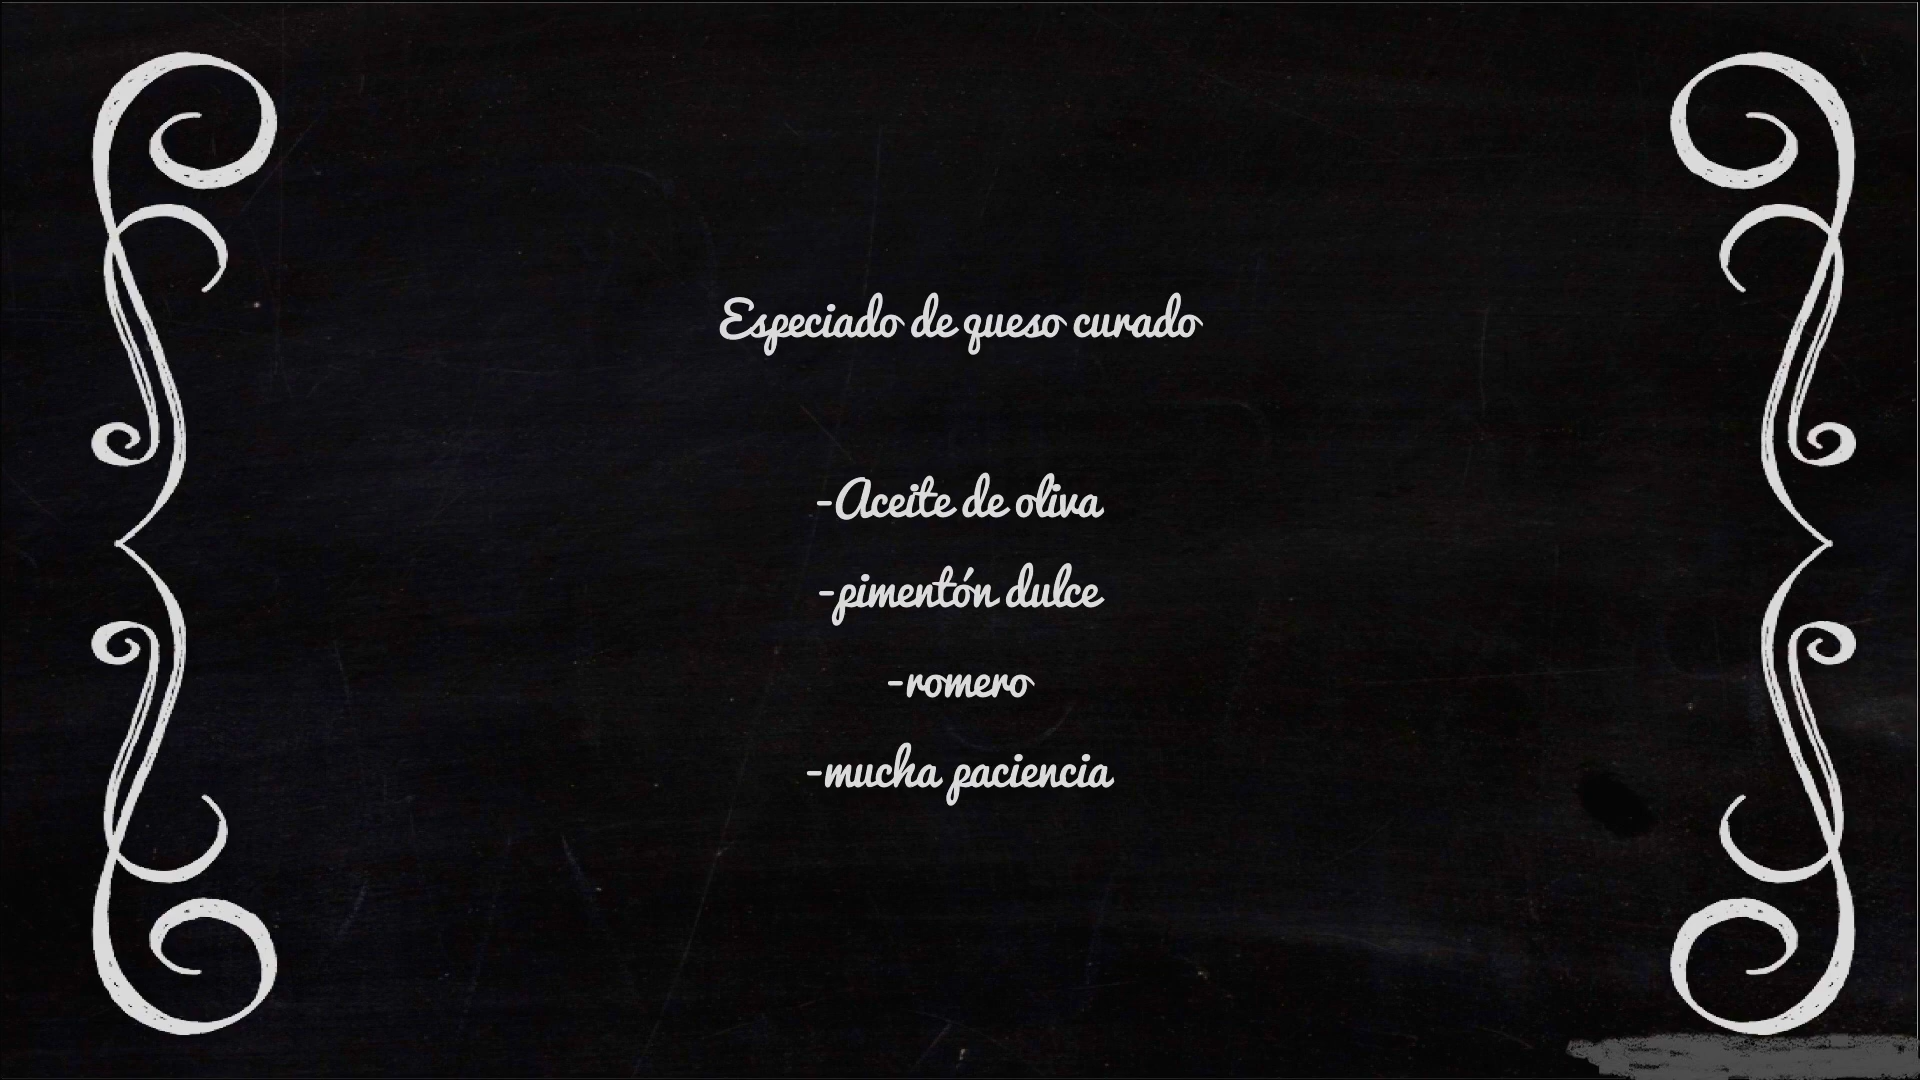 Especiado de queso curado
-Aceite de oliva
-pimentón dulce
-romero
-mucha paciencia